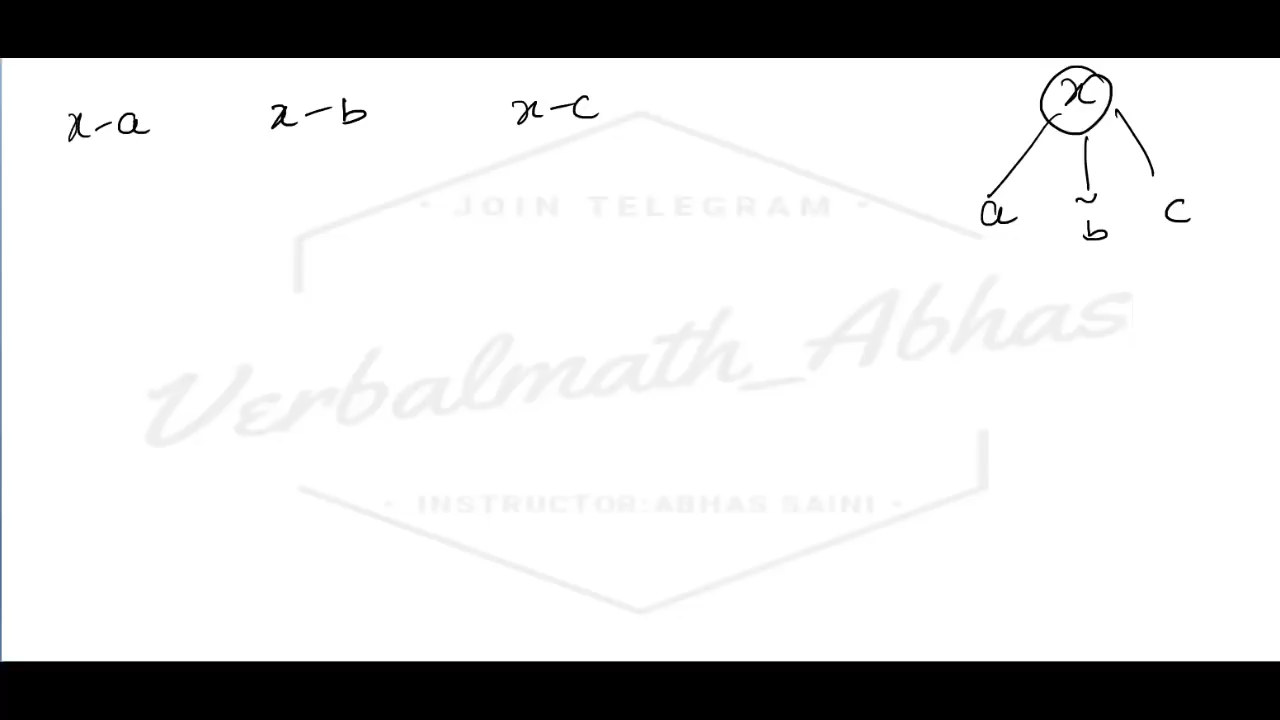 x-a x-b x-c
x
a b c
- JOIN TELEGRAM -
Verbalmath_Abhas
- INSTRUCTOR:ABHAS SAINI -